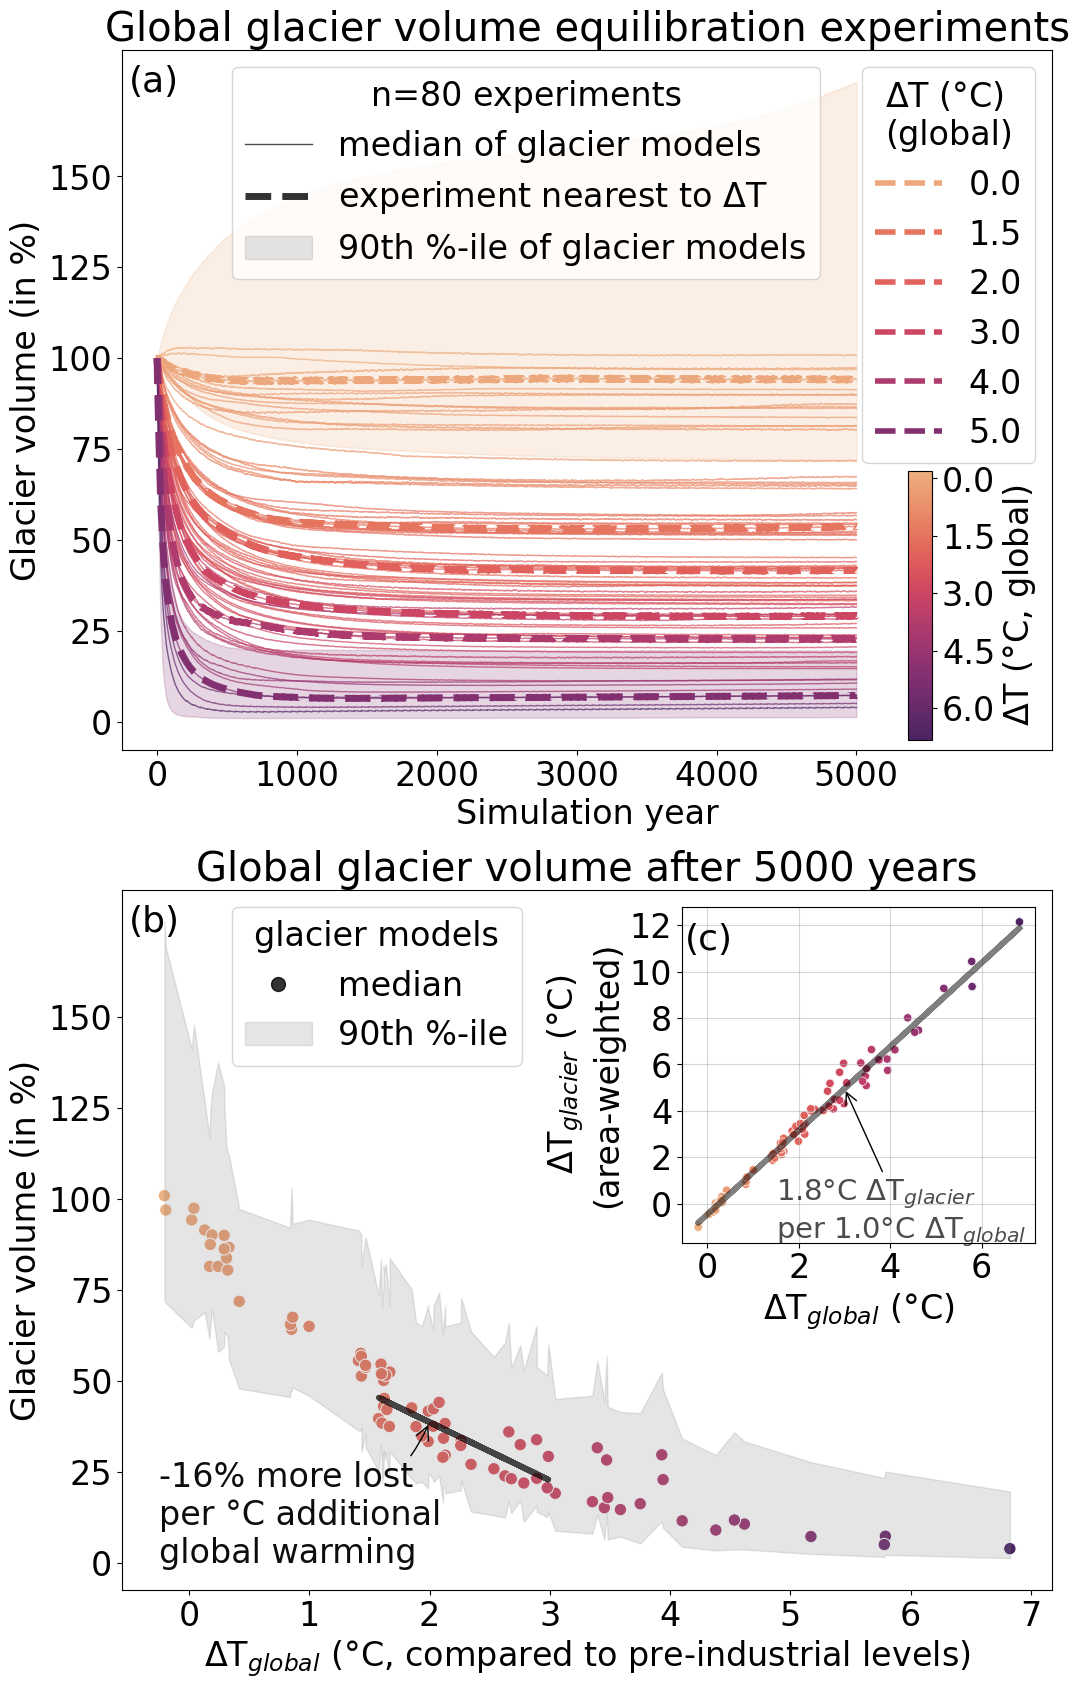 Global glacier volume equilibration experiments
(a)
n=80 experiments
median of glacier models
experiment nearest to ΔT
90th %-ile of glacier models
ΔT (°C)
(global)
0.0
1.5
2.0
3.0
4.0
5.0
0.0
1.5
3.0
4.5
6.0
ΔT (°C, global)
Glacier volume (in %)
150
125
100
75
50
25
0
0 1000 2000 3000 4000 5000
Simulation year
Global glacier volume after 5000 years
(b)
glacier models
median
90th %-ile
Glacier volume (in %)
150
125
100
75
50
25
0
-16% more lost
per °C additional
global warming
0 1 2 3 4 5 6 7
ΔT_global (°C, compared to pre-industrial levels)
(c)
ΔT_glacier (°C)
(area-weighted)
12
10
8
6
4
2
0
1.8°C ΔT_glacier
per 1.0°C ΔT_global
0 2 4 6
ΔT_global (°C)